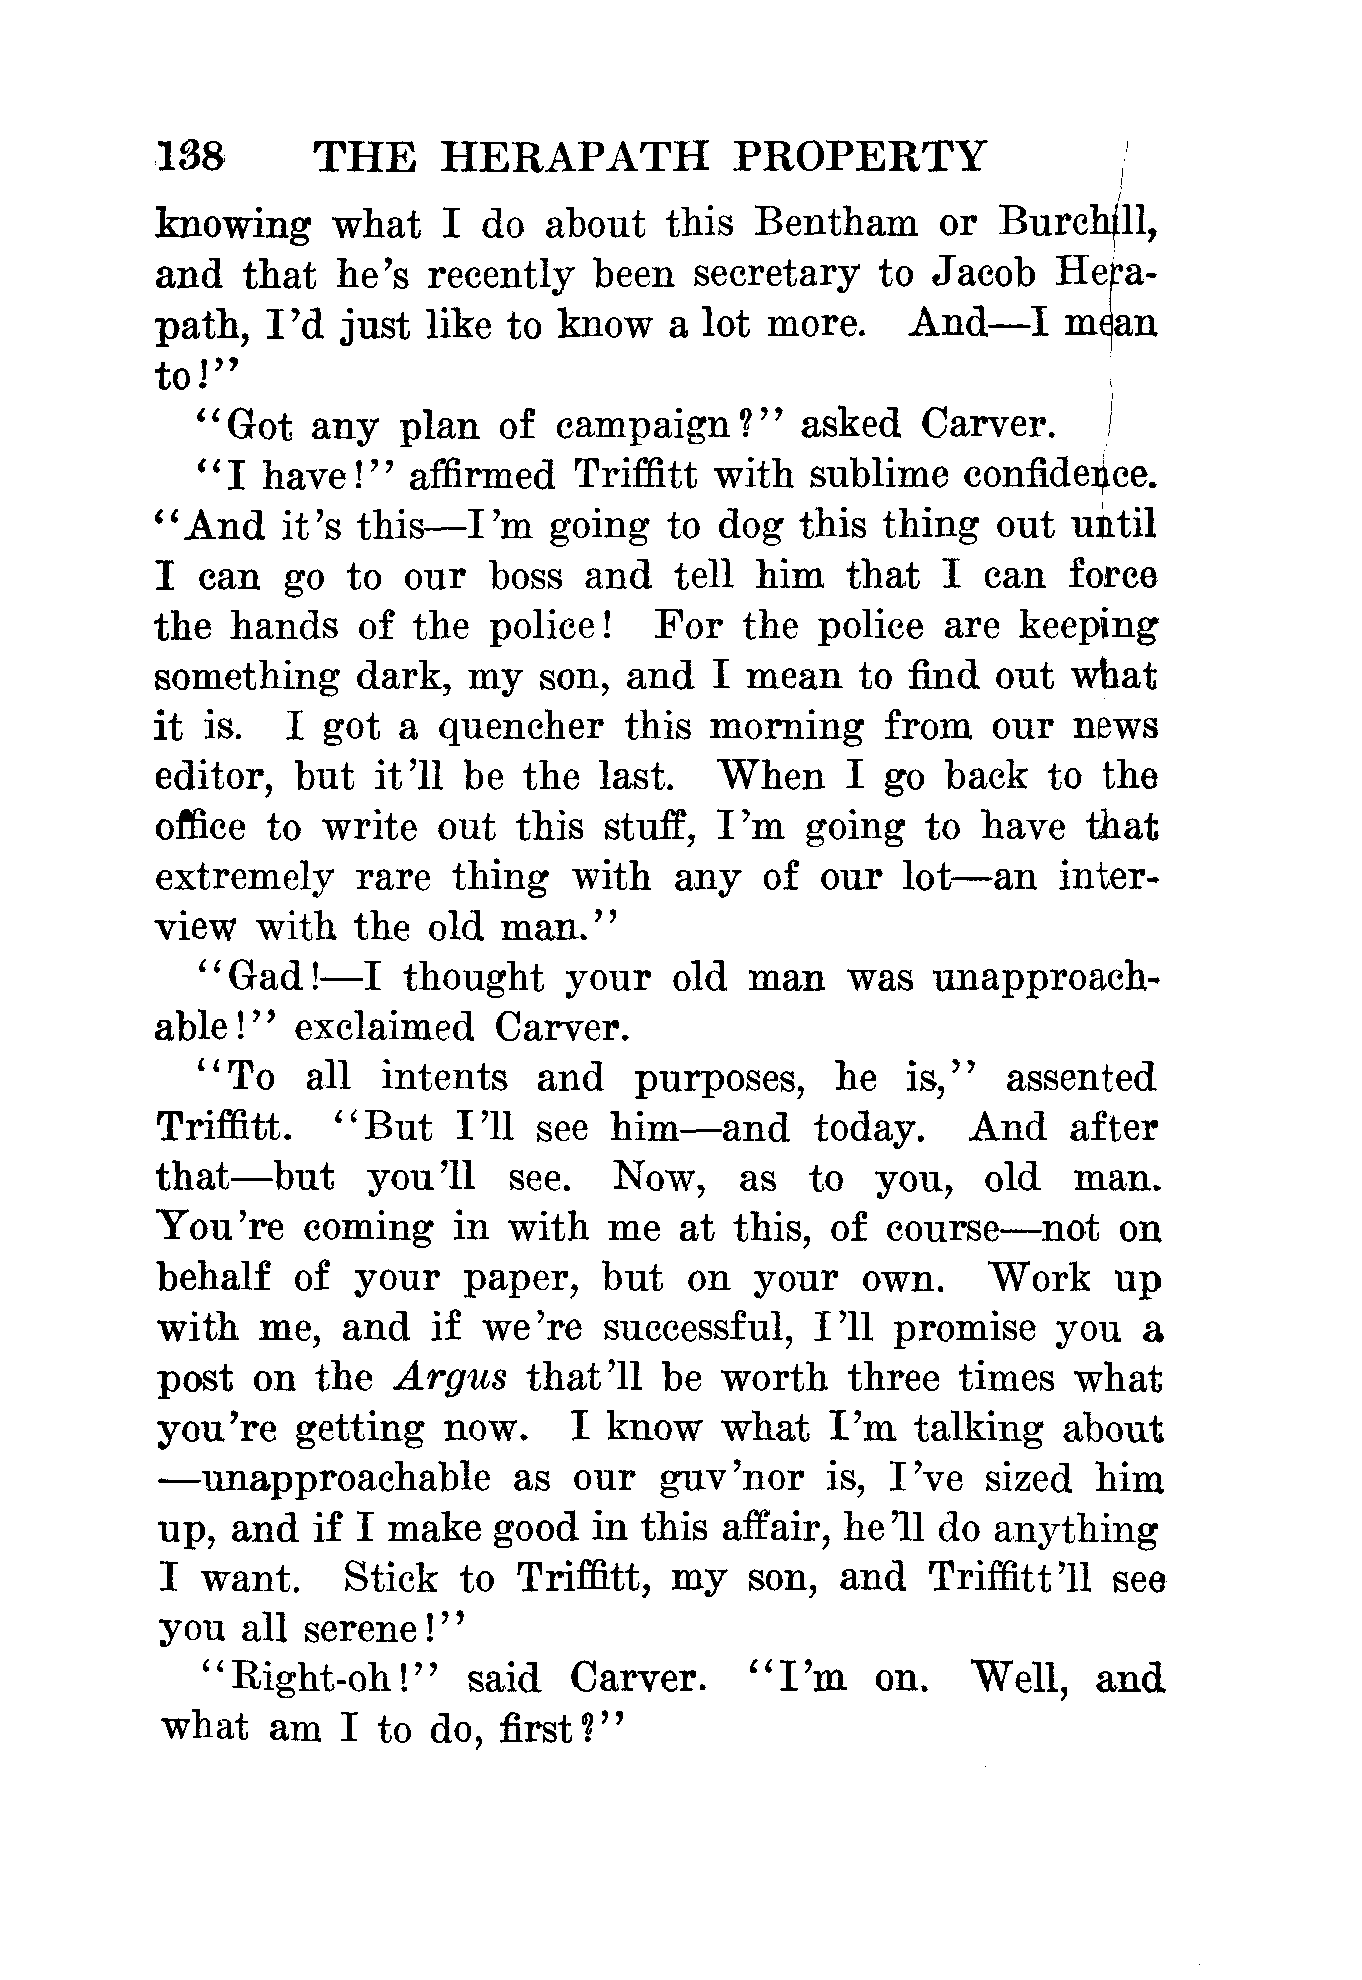 138 THE HERAPATH PROPERTY
knowing what I do about this Bentham or Burchill,
and that he's recently been secretary to Jacob Hera-
path, I'd just like to know a lot more. And—I mean
to!"
"Got any plan of campaign?" asked Carver.
"I have!" affirmed Triffitt with sublime confidence.
"And it's this—I'm going to dog this thing out until
I can go to our boss and tell him that I can force
the hands of the police! For the police are keeping
something dark, my son, and I mean to find out what
it is. I got a quencher this morning from our news
editor, but it'll be the last. When I go back to the
office to write out this stuff, I'm going to have that
extremely rare thing with any of our lot—an inter-
view with the old man."
"Gad!—I thought your old man was unapproach-
able!" exclaimed Carver.
"To all intents and purposes, he is," assented
Triffitt. "But I'll see him—and today. And after
that—but you'll see. Now, as to you, old man.
You're coming in with me at this, of course—not on
behalf of your paper, but on your own. Work up
with me, and if we're successful, I'll promise you a
post on the Argus that'll be worth three times what
you're getting now. I know what I'm talking about
—unapproachable as our guv'nor is, I've sized him
up, and if I make good in this affair, he'll do anything
I want. Stick to Triffitt, my son, and Triffitt'll see
you all serene!"
"Right-oh!" said Carver. "I'm on. Well, and
what am I to do, first?"